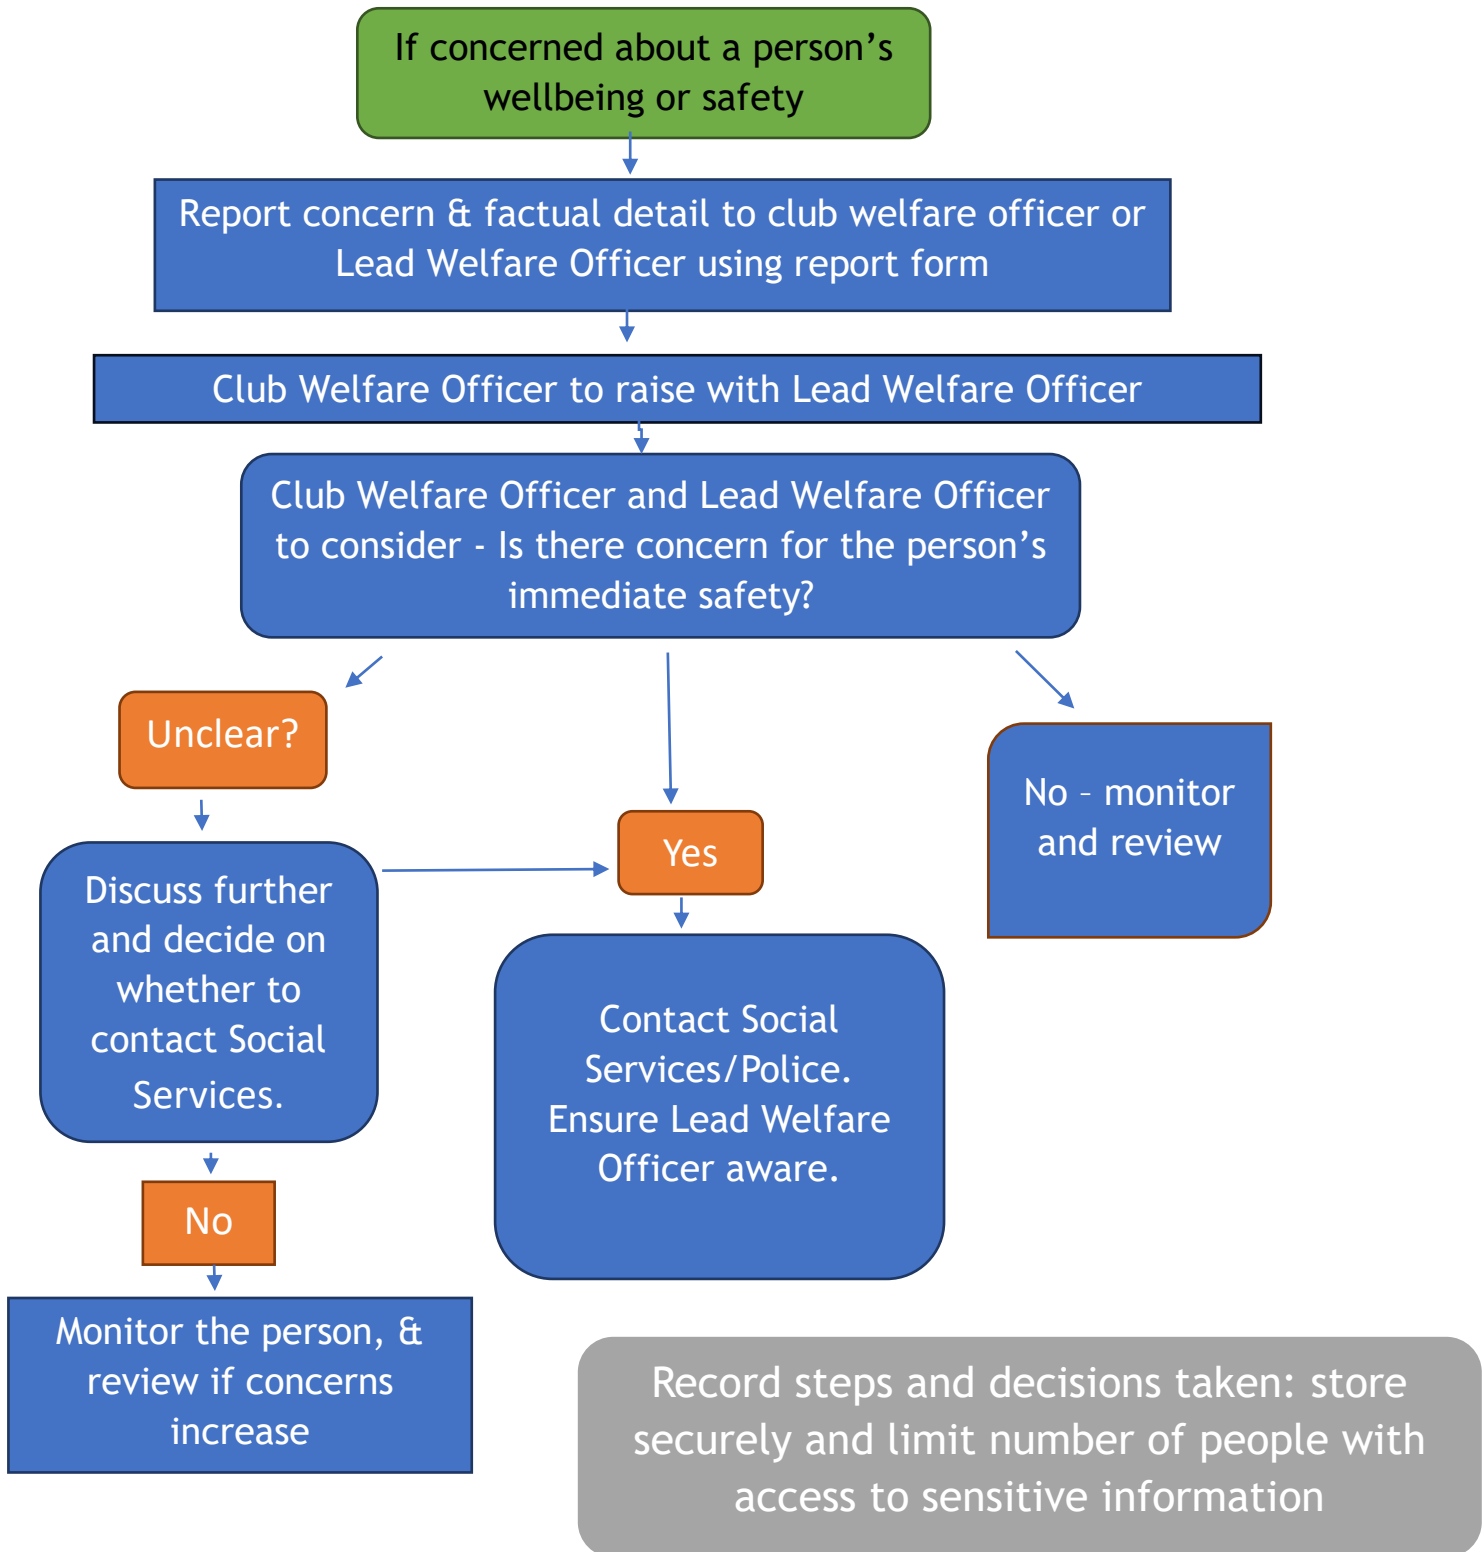 If concerned about a person’s
wellbeing or safety
Report concern & factual detail to club welfare officer or
Lead Welfare Officer using report form
Club Welfare Officer to raise with Lead Welfare Officer
Club Welfare Officer and Lead Welfare Officer
to consider - Is there concern for the person’s
immediate safety?
Unclear?
Yes
No – monitor
and review
Discuss further
and decide on
whether to
contact Social
Services.
Contact Social
Services/Police.
Ensure Lead Welfare
Officer aware.
No
Monitor the person, &
review if concerns
increase
Record steps and decisions taken: store
securely and limit number of people with
access to sensitive information